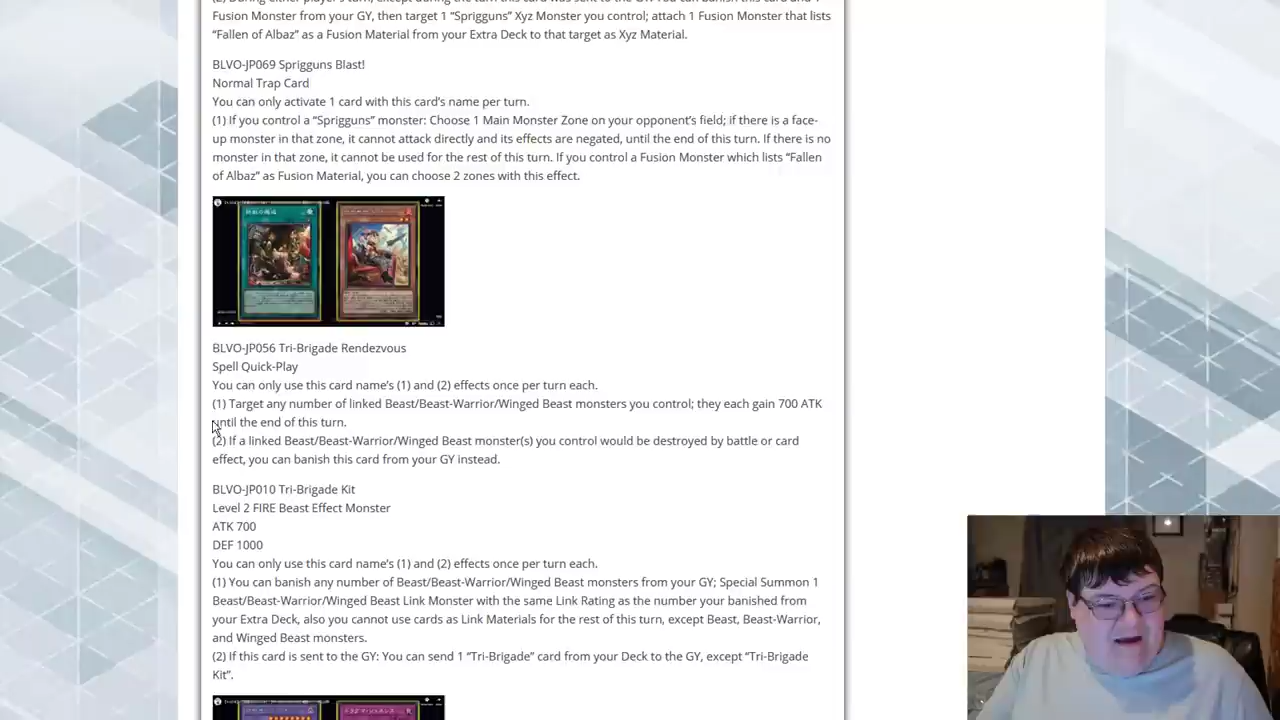 Fusion Monster from your GY, then target 1 “Sprigguns” Xyz Monster you control; attach 1 Fusion Monster that lists
“Fallen of Albaz” as a Fusion Material from your Extra Deck to that target as Xyz Material.
BLVO-JP069 Sprigguns Blast!
Normal Trap Card
You can only activate 1 card with this card’s name per turn.
(1) If you control a “Sprigguns” monster: Choose 1 Main Monster Zone on your opponent’s field; if there is a face-
up monster in that zone, it cannot attack directly and its effects are negated, until the end of this turn. If there is no
monster in that zone, it cannot be used for the rest of this turn. If you control a Fusion Monster which lists “Fallen
of Albaz” as Fusion Material, you can choose 2 zones with this effect.
BLVO-JP056 Tri-Brigade Rendezvous
Spell Quick-Play
You can only use this card name’s (1) and (2) effects once per turn each.
(1) Target any number of linked Beast/Beast-Warrior/Winged Beast monsters you control; they each gain 700 ATK
until the end of this turn.
(2) If a linked Beast/Beast-Warrior/Winged Beast monster(s) you control would be destroyed by battle or card
effect, you can banish this card from your GY instead.
BLVO-JP010 Tri-Brigade Kit
Level 2 FIRE Beast Effect Monster
ATK 700
DEF 1000
You can only use this card name’s (1) and (2) effects once per turn each.
(1) You can banish any number of Beast/Beast-Warrior/Winged Beast monsters from your GY; Special Summon 1
Beast/Beast-Warrior/Winged Beast Link Monster with the same Link Rating as the number your banished from
your Extra Deck, also you cannot use cards as Link Materials for the rest of this turn, except Beast, Beast-Warrior,
and Winged Beast monsters.
(2) If this card is sent to the GY: You can send 1 “Tri-Brigade” card from your Deck to the GY, except “Tri-Brigade
Kit”.